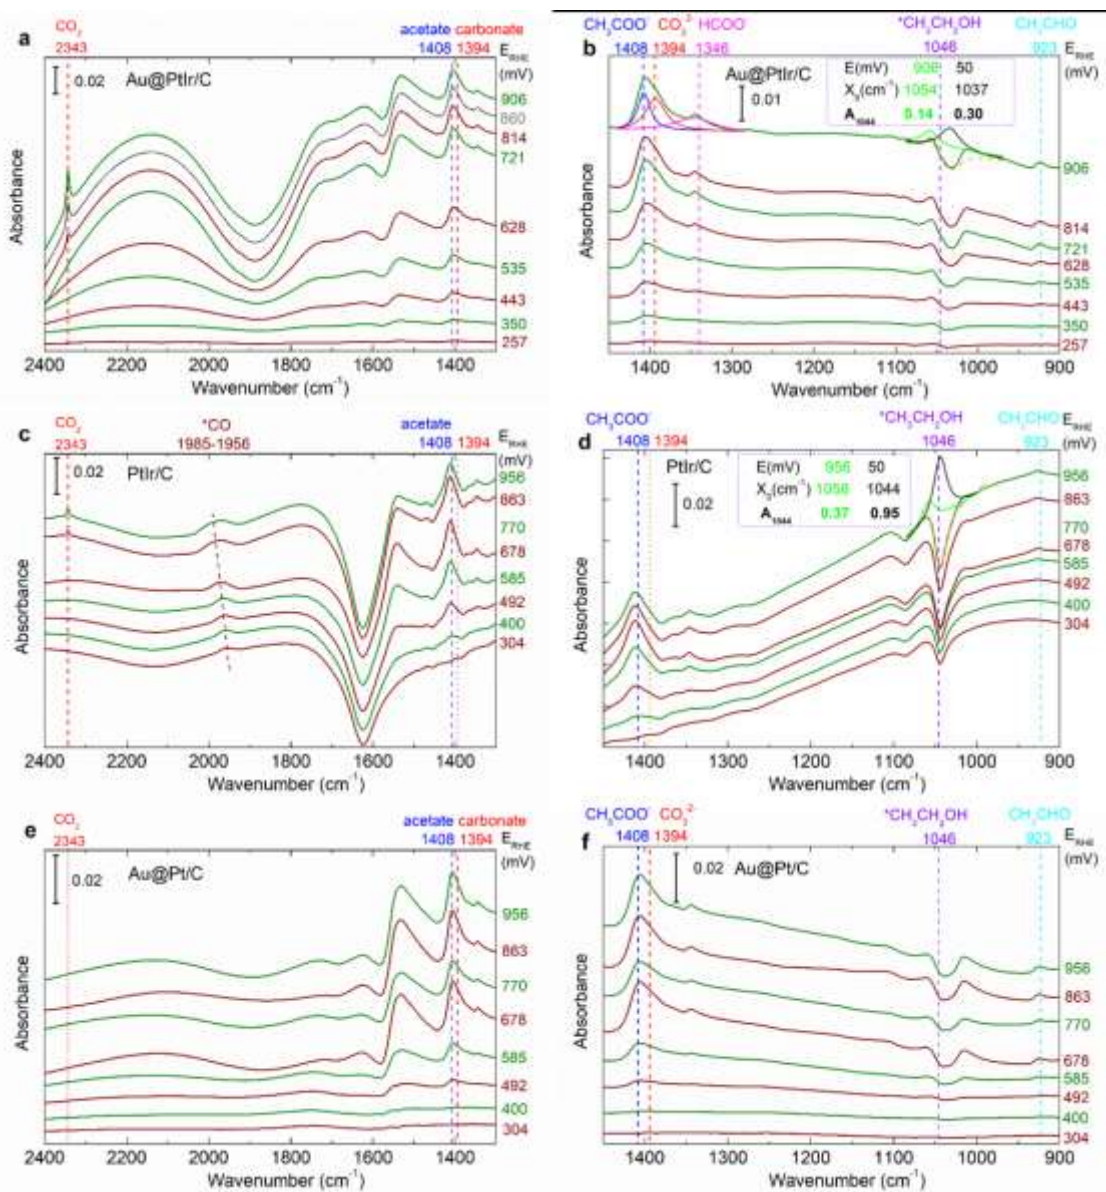 a
CO₂
2343
acetate carbonate
1408 1394
E_RHE
(mV)
0.02
Au@PtIr/C
906
860
814
721
628
535
443
350
257
Absorbance
2400 2200 2000 1800 1600 1400
Wavenumber (cm⁻¹)
b
CH₃COO⁻ CO₃²⁻ HCOO⁻ *CH₃CH₂OH CH₃CHO
1408 1394 1346 1046 923
E_RHE
(mV)
Au@PtIr/C
0.01
E(mV) 906 50
X₀(cm⁻¹) 1054 1037
A₁₀₄₄ 0.14 0.30
906
814
721
628
535
443
350
257
Absorbance
1400 1300 1200 1100 1000 900
Wavenumber (cm⁻¹)
c
CO₂ *CO acetate
2343 1985-1956 1408 1394
E_RHE
(mV)
0.02
PtIr/C
956
863
770
678
585
492
400
304
Absorbance
2400 2200 2000 1800 1600 1400
Wavenumber (cm⁻¹)
d
CH₃COO⁻ *CH₃CH₂OH CH₃CHO
1408 1394 1046 923
E_RHE
(mV)
PtIr/C
0.02
E(mV) 956 50
X₀(cm⁻¹) 1056 1044
A₁₀₄₄ 0.37 0.95
956
863
770
678
585
492
400
304
Absorbance
1400 1300 1200 1100 1000 900
Wavenumber (cm⁻¹)
e
CO₂ acetate carbonate
2343 1408 1394
E_RHE
(mV)
0.02
Au@Pt/C
956
863
770
678
585
492
400
304
Absorbance
2400 2200 2000 1800 1600 1400
Wavenumber (cm⁻¹)
f
CH₃COO⁻ CO₃²⁻ *CH₃CH₂OH CH₃CHO
1408 1394 1046 923
E_RHE
(mV)
0.02 Au@Pt/C
956
863
770
678
585
492
400
304
Absorbance
1400 1300 1200 1100 1000 900
Wavenumber (cm⁻¹)